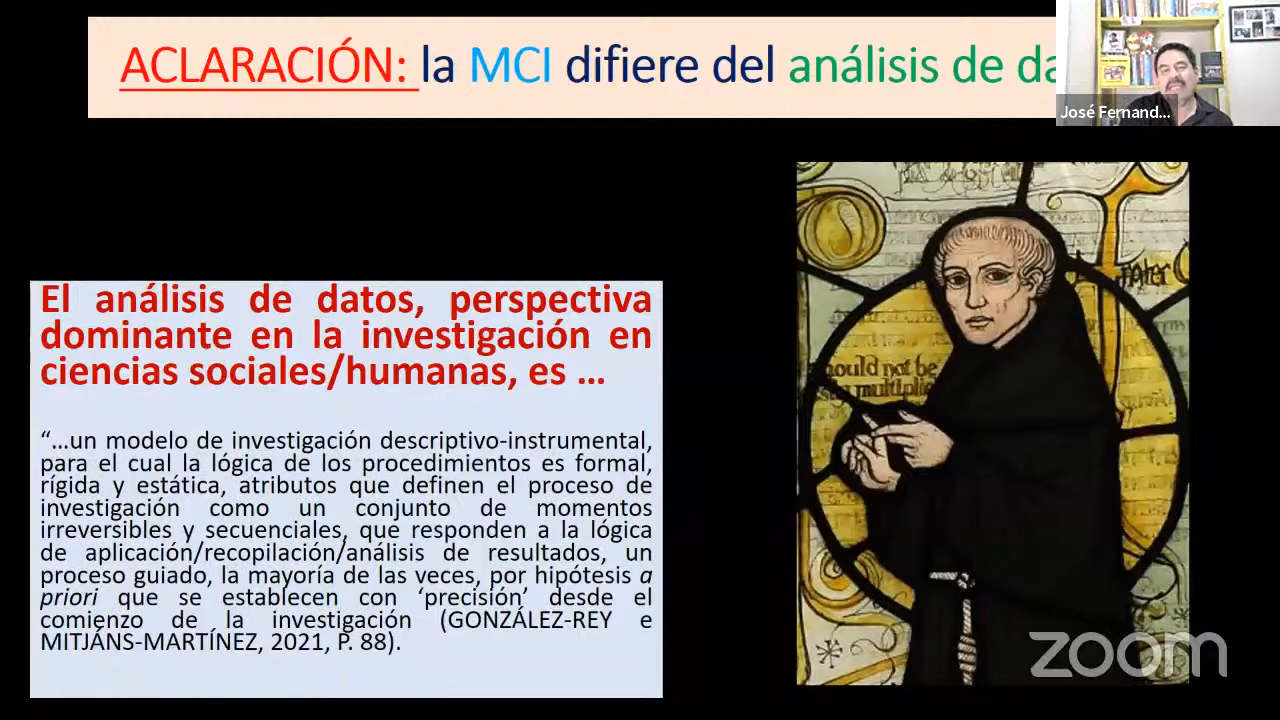 ACLARACIÓN: la MCI difiere del análisis de
José Fernand...
El análisis de datos, perspectiva
dominante en la investigación en
ciencias sociales/humanas, es ...
“...un modelo de investigación descriptivo-instrumental,
para el cual la lógica de los procedimientos es formal,
rígida y estática, atributos que definen el proceso de
investigación como un conjunto de momentos
irreversibles y secuenciales, que responden a la lógica
de aplicación/recopilación/análisis de resultados, un
proceso guiado, la mayoría de las veces, por hipótesis a
priori que se establecen con ‘precisión’ desde el
comienzo de la investigación (GONZÁLEZ-REY e
MITJÁNS-MARTÍNEZ, 2021, P. 88).
should not be
zoom